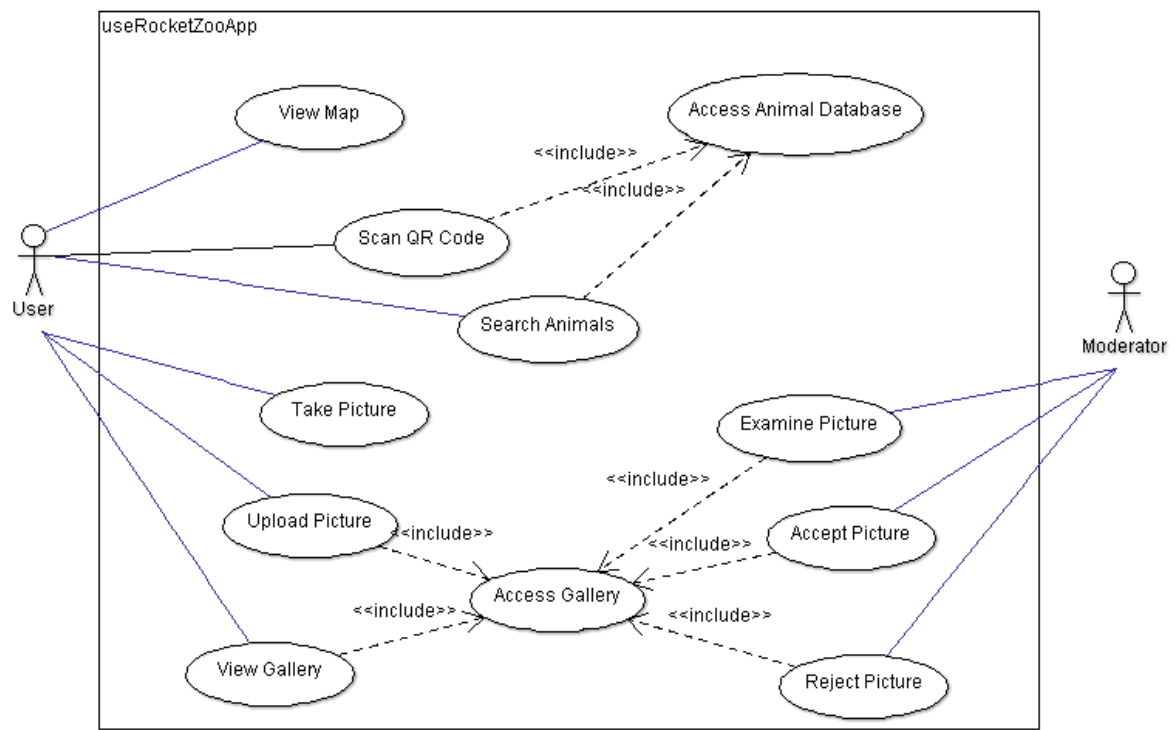 useRocketZooApp
View Map
Access Animal Database
<<include>>
<<include>>
Scan QR Code
User
Search Animals
Moderator
Take Picture
Examine Picture
<<include>>
Upload Picture
<<include>>
Accept Picture
<<include>>
Access Gallery
<<include>>
<<include>>
View Gallery
Reject Picture